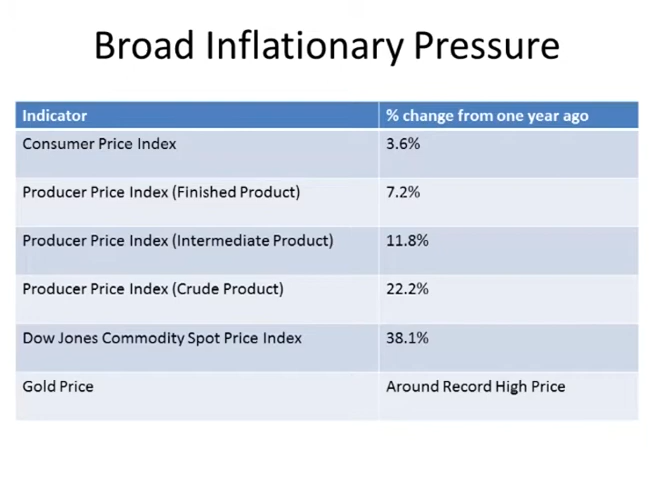 Broad Inflationary Pressure
Indicator % change from one year ago
Consumer Price Index 3.6%
Producer Price Index (Finished Product) 7.2%
Producer Price Index (Intermediate Product) 11.8%
Producer Price Index (Crude Product) 22.2%
Dow Jones Commodity Spot Price Index 38.1%
Gold Price Around Record High Price